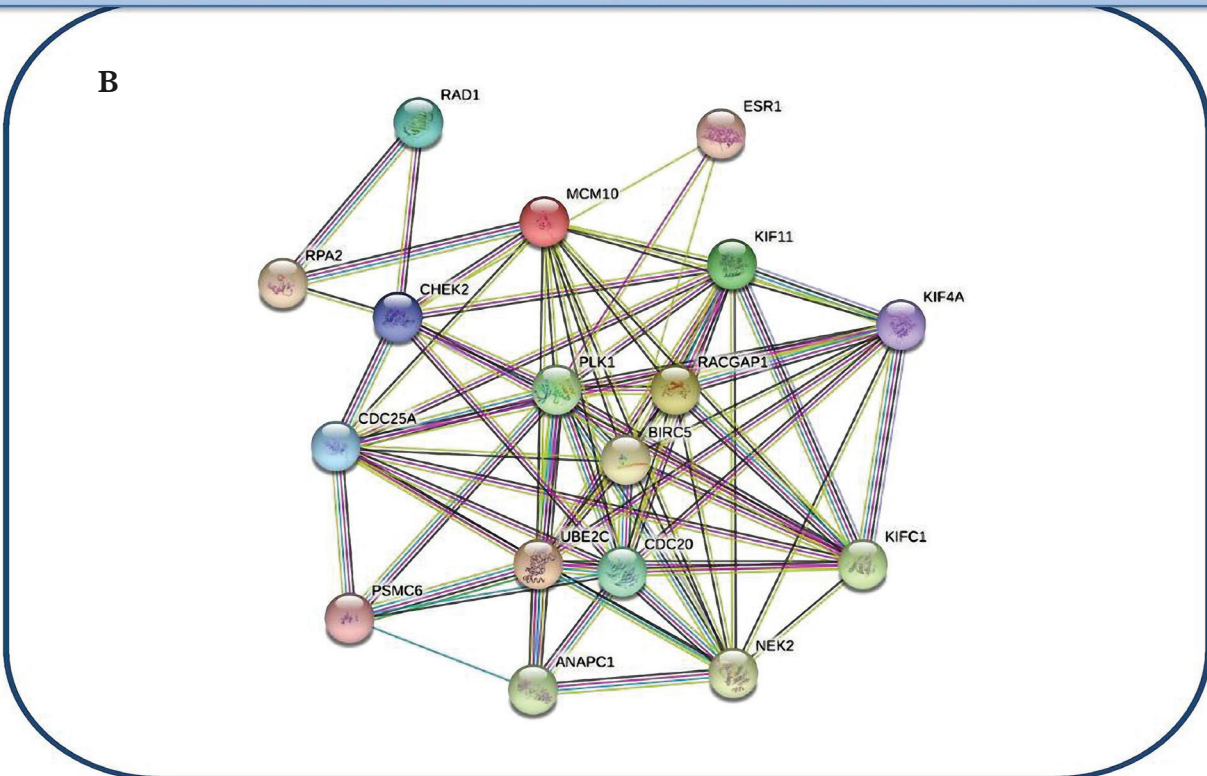 B
RAD1
ESR1
MCM10
KIF11
RPA2
CHEK2
KIF4A
PLK1
RACGAP1
CDC25A
BIRC5
UBE2C
CDC20
KIFC1
PSMC6
NEK2
ANAPC1